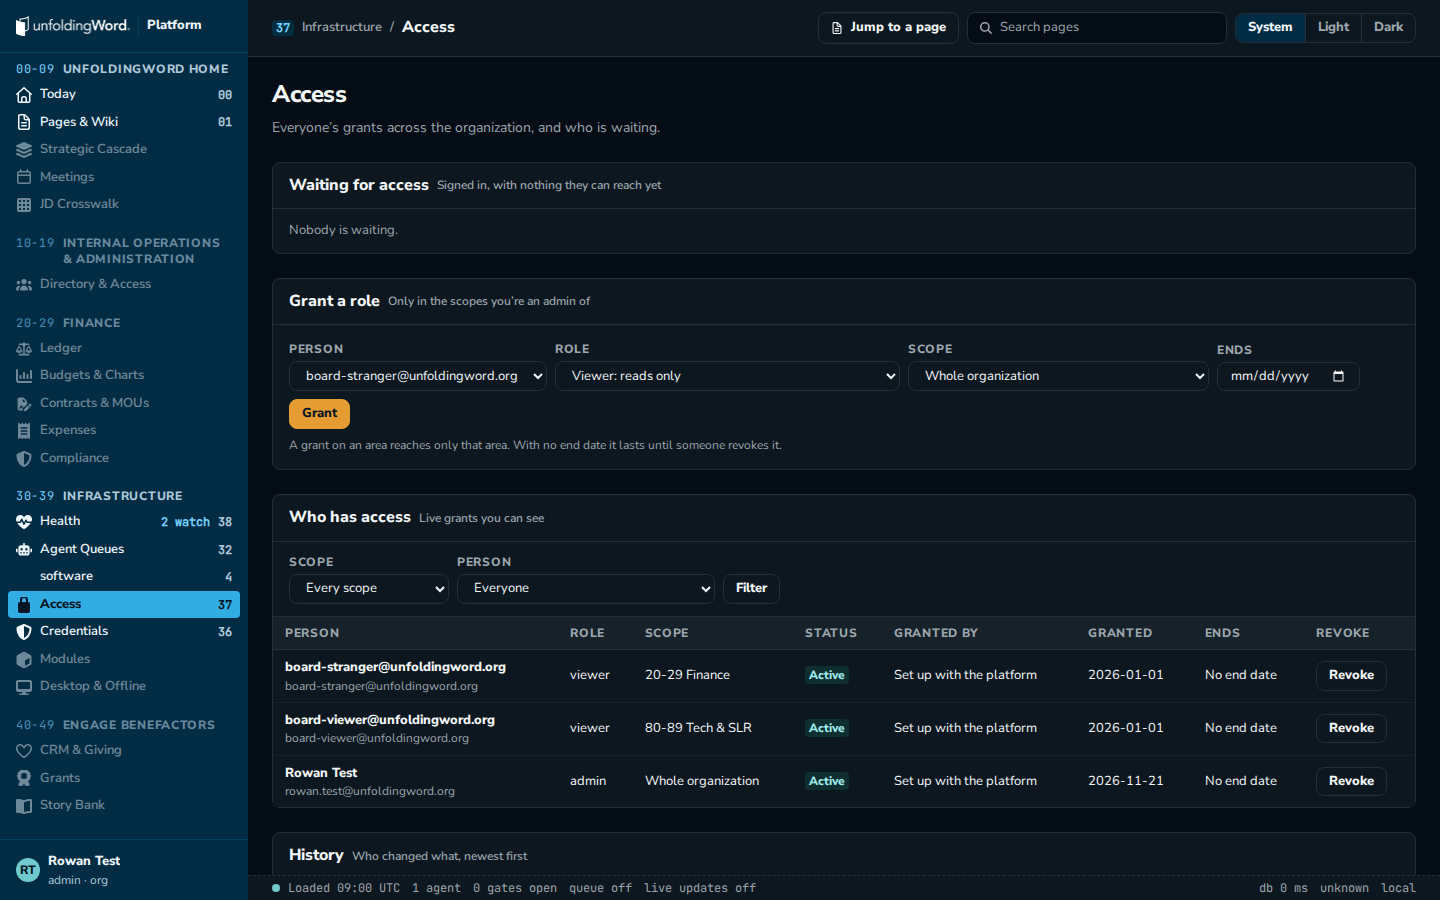 unfoldingWord® Platform
00-09 UNFOLDINGWORD HOME
Today 00
Pages & Wiki 01
Strategic Cascade
Meetings
JD Crosswalk
10-19 INTERNAL OPERATIONS
& ADMINISTRATION
Directory & Access
20-29 FINANCE
Ledger
Budgets & Charts
Contracts & MOUs
Expenses
Compliance
30-39 INFRASTRUCTURE
Health 2 watch 38
Agent Queues 32
software 4
Access 37
Credentials 36
Modules
Desktop & Offline
40-49 ENGAGE BENEFACTORS
CRM & Giving
Grants
Story Bank
RT Rowan Test
admin · org
37 Infrastructure / Access
Jump to a page
Search pages
System Light Dark
Access
Everyone's grants across the organization, and who is waiting.
Waiting for access Signed in, with nothing they can reach yet
Nobody is waiting.
Grant a role Only in the scopes you're an admin of
PERSON ROLE SCOPE ENDS
board-stranger@unfoldingword.org Viewer: reads only Whole organization mm/dd/yyyy
Grant
A grant on an area reaches only that area. With no end date it lasts until someone revokes it.
Who has access Live grants you can see
SCOPE PERSON
Every scope Everyone Filter
PERSON ROLE SCOPE STATUS GRANTED BY GRANTED ENDS REVOKE
board-stranger@unfoldingword.org viewer 20-29 Finance Active Set up with the platform 2026-01-01 No end date Revoke
board-stranger@unfoldingword.org
board-viewer@unfoldingword.org viewer 80-89 Tech & SLR Active Set up with the platform 2026-01-01 No end date Revoke
board-viewer@unfoldingword.org
Rowan Test admin Whole organization Active Set up with the platform 2026-11-21 No end date Revoke
rowan.test@unfoldingword.org
History Who changed what, newest first
Loaded 09:00 UTC 1 agent 0 gates open queue off live updates off db 0 ms unknown local